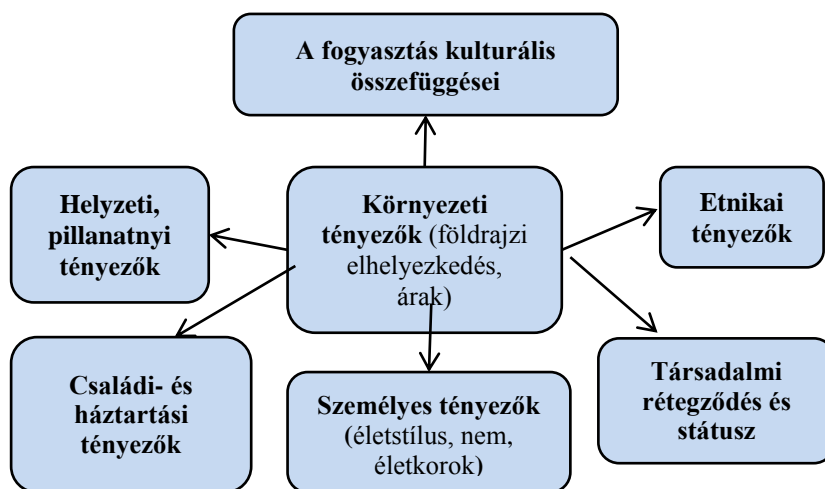 A fogyasztás kulturális
összefüggései
Helyzeti,
pillanatnyi
tényezők
Környezeti
tényezők (földrajzi
elhelyezkedés,
árak)
Etnikai
tényezők
Családi- és
háztartási
tényezők
Személyes tényezők
(életstílus, nem,
életkorok)
Társadalmi
rétegződés és
státusz